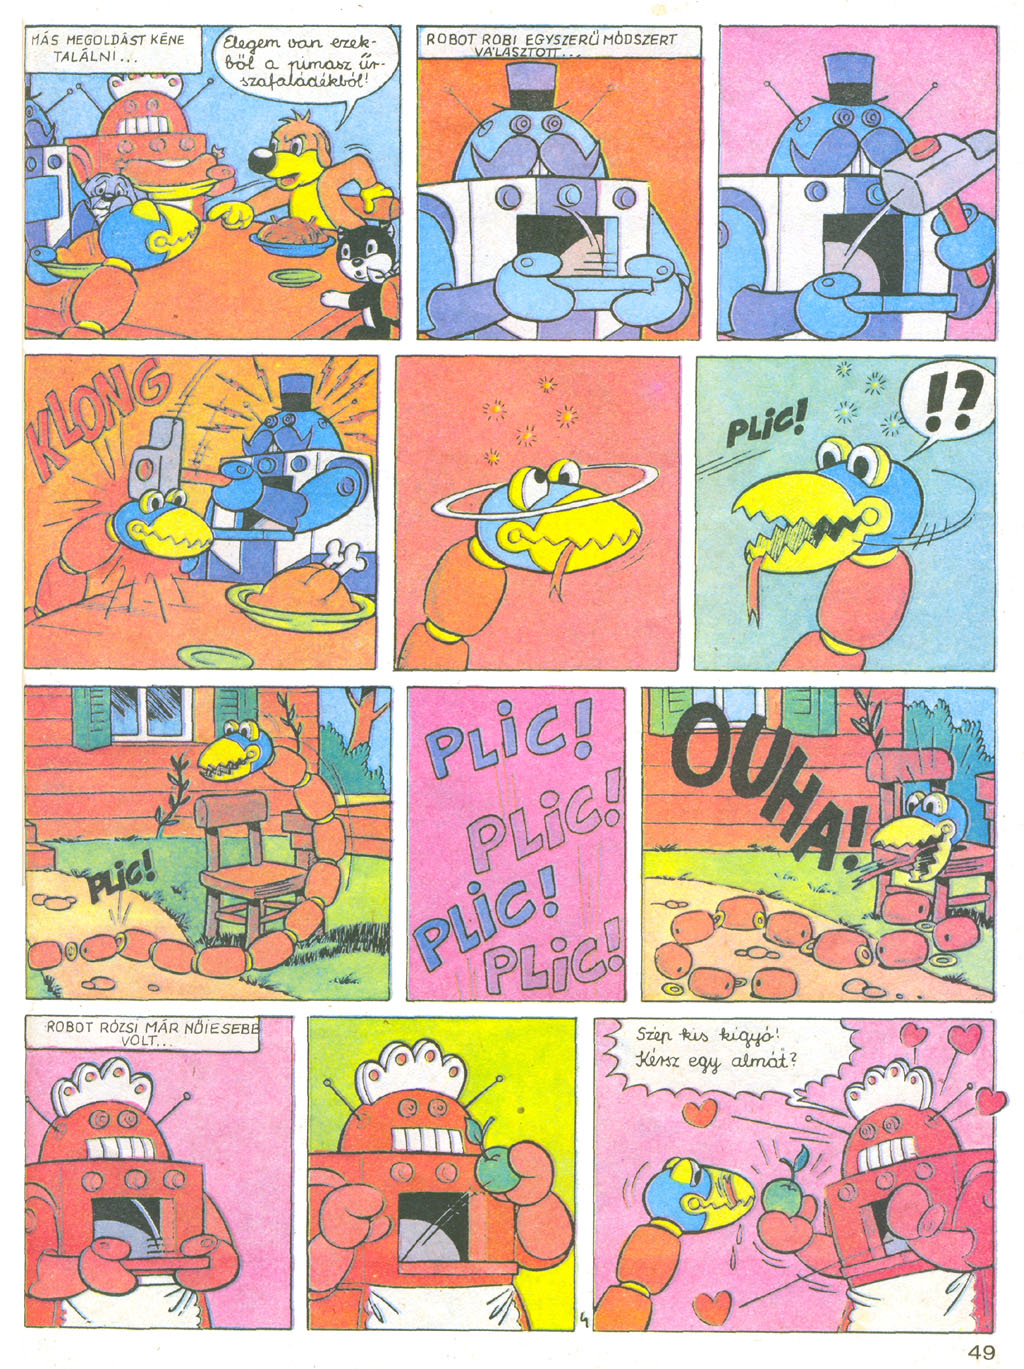 MÁS MEGOLDÁST KÉNE
TALÁLNI...
Elegem van ezek-
ből a pimasz űr-
szafaládékból!
ROBOT ROBI EGYSZERŰ MÓDSZERT
VÁLASZTOTT...
KLONG
PLIC!
!?
PLIC!
PLIC!
PLIC!
PLIC!
PLIC!
OUHA!
ROBOT RÓZSI MÁR NŐIESEBB
VOLT...
Szép kis kígyó!
Kérsz egy almát?
4
49